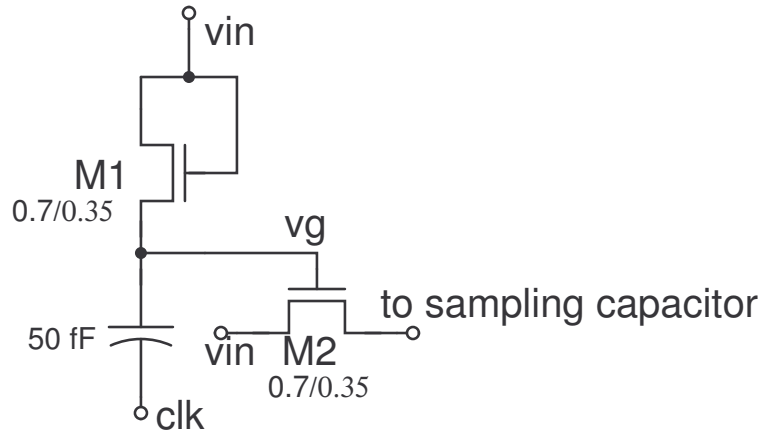 vin
M1
0.7/0.35
vg
to sampling capacitor
50 fF
vin
M2
0.7/0.35
clk